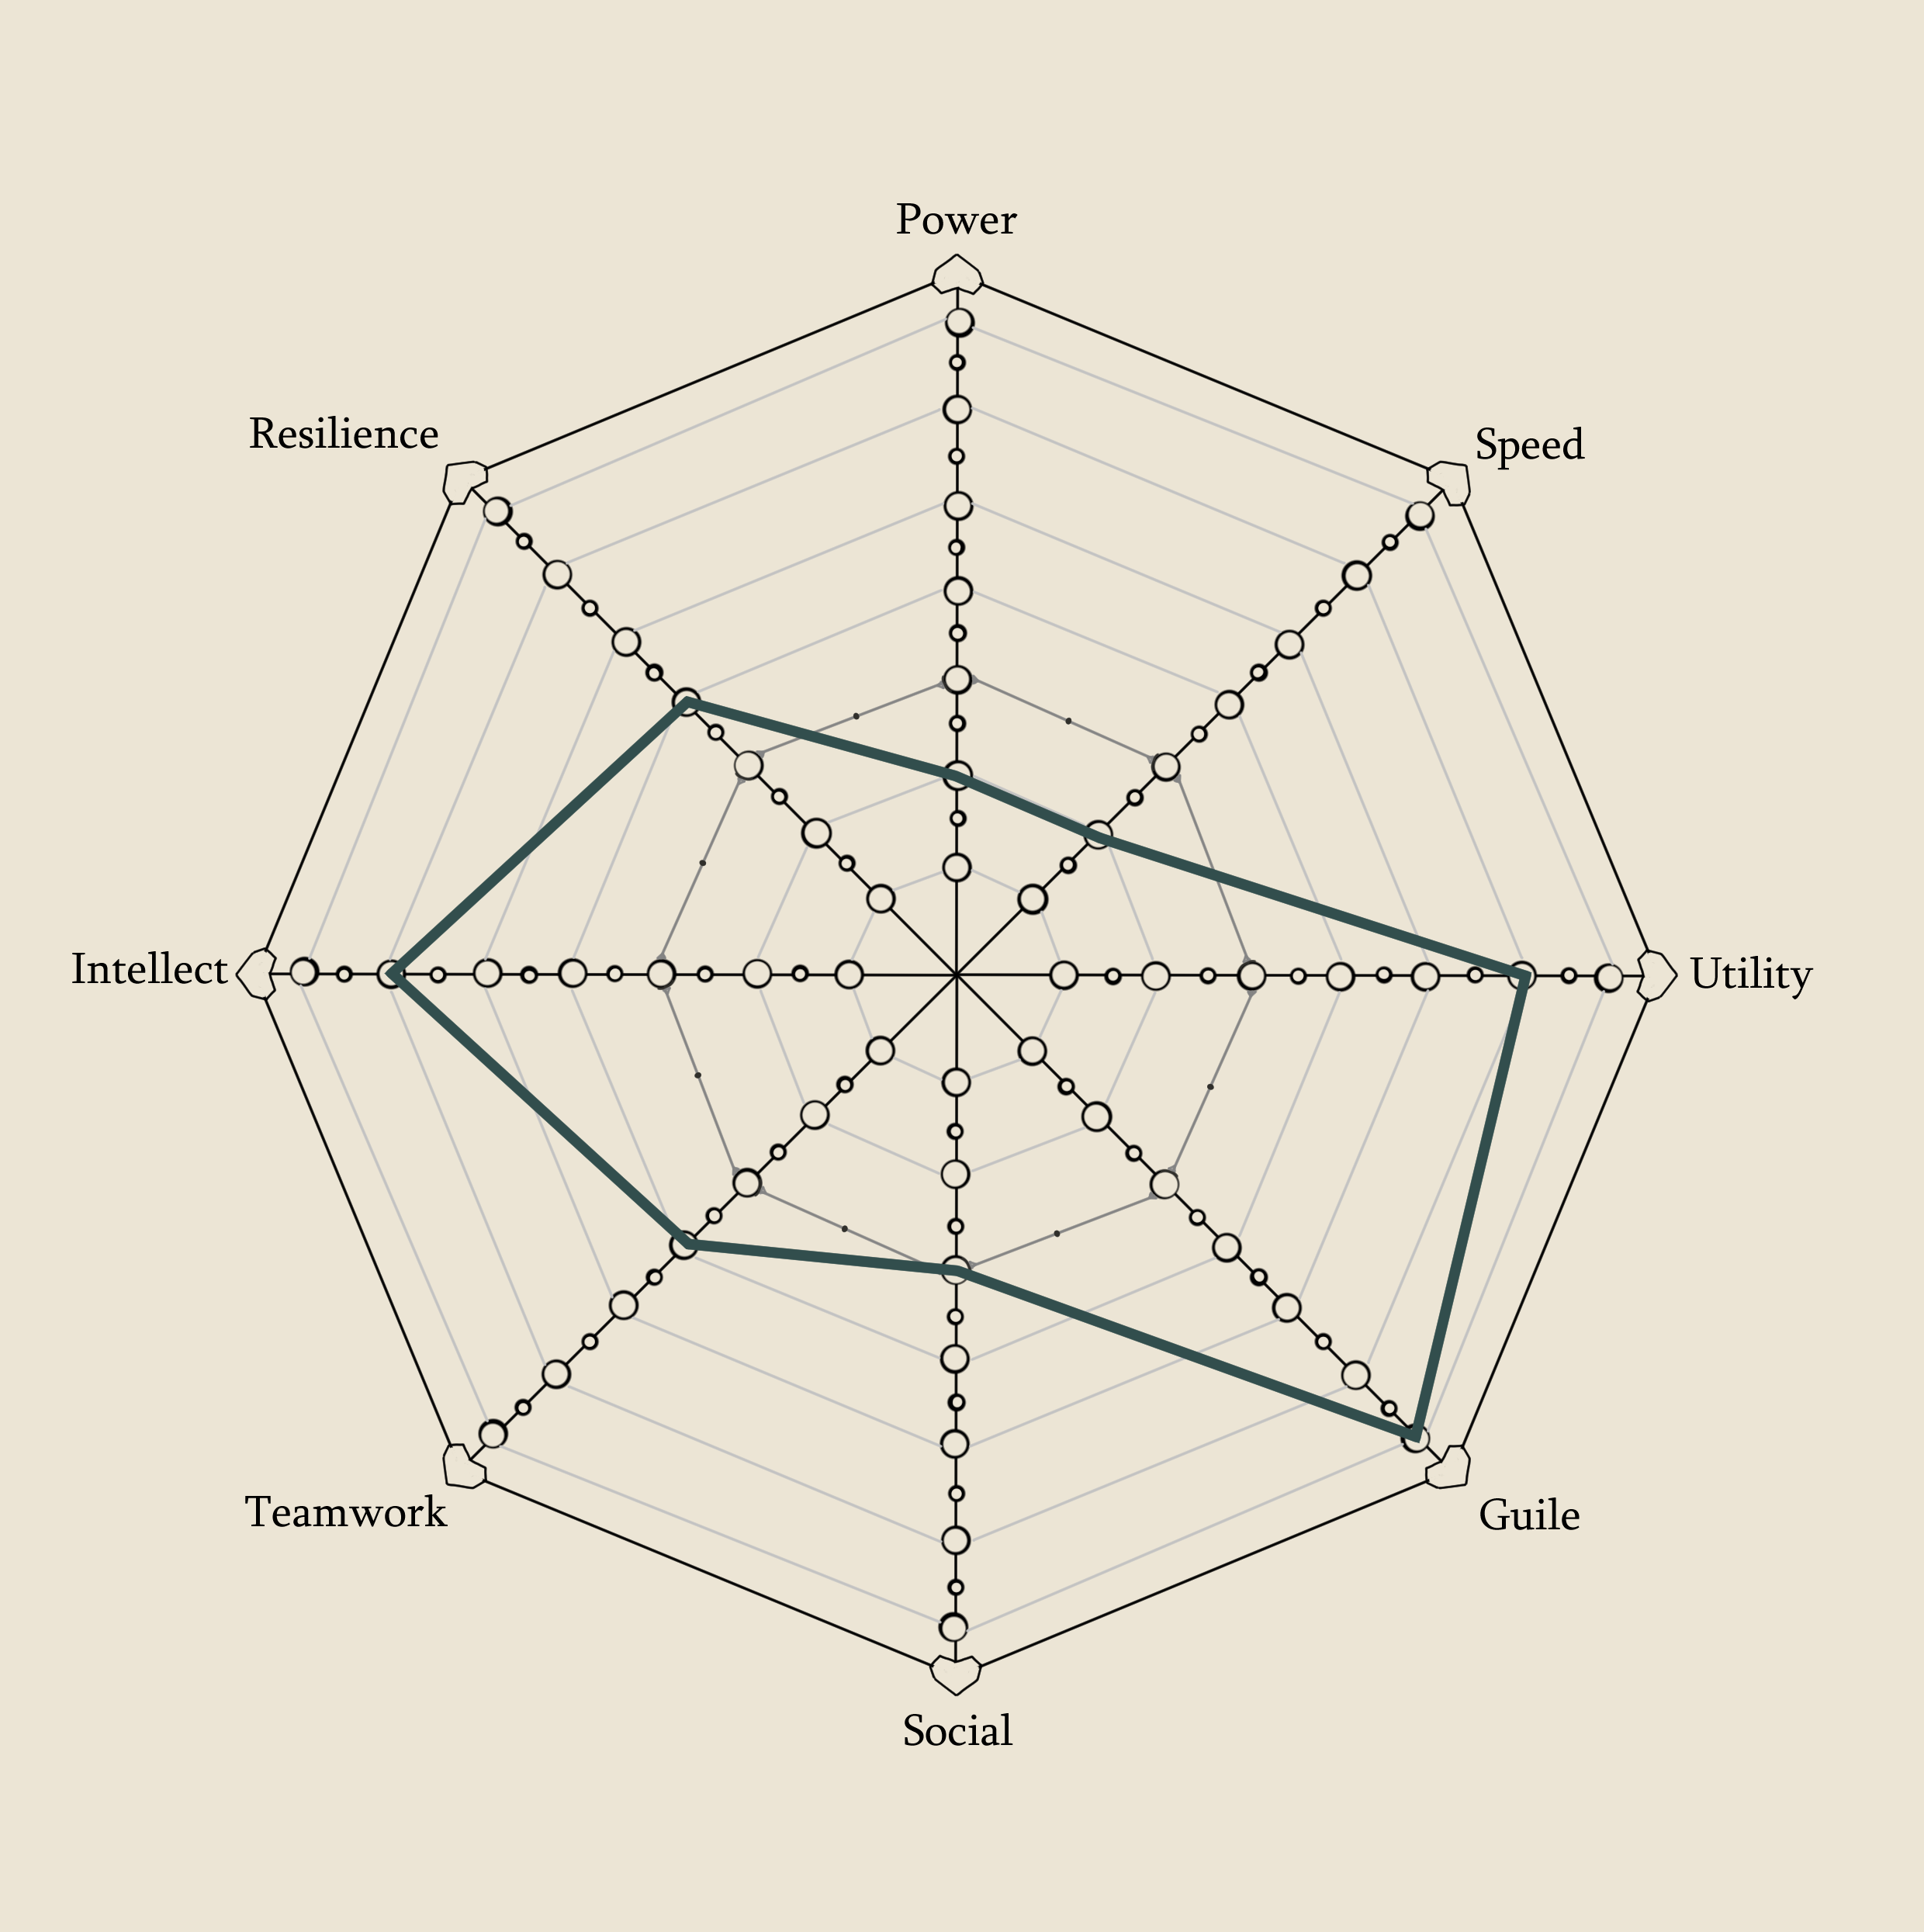 Power
Speed
Resilience
Intellect
Utility
Teamwork
Guile
Social